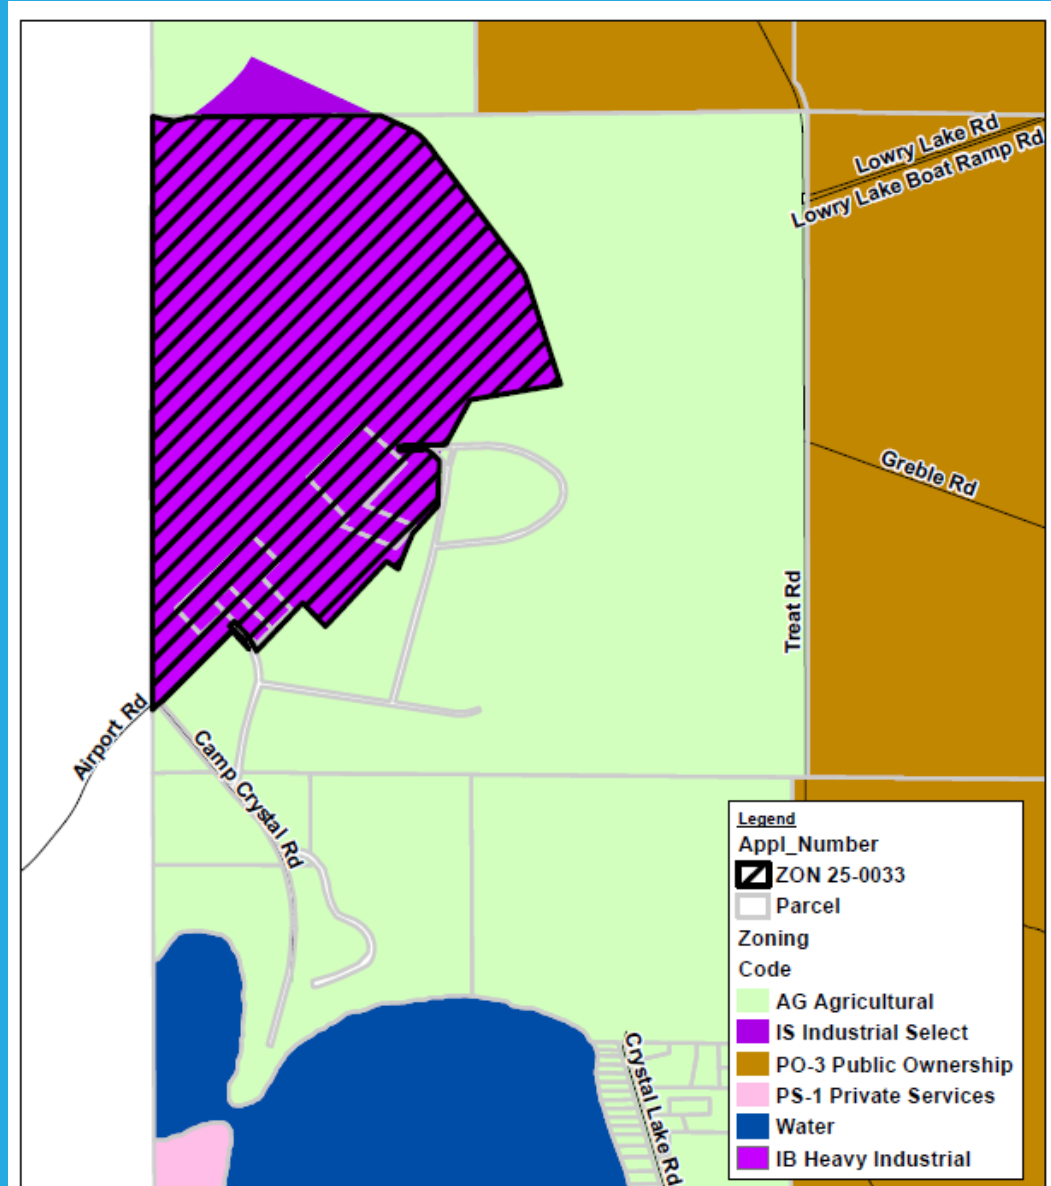 Lowry Lake Rd
Lowry Lake Boat Ramp Rd
Greble Rd
Treat Rd
Airport Rd
Camp Crystal Rd
Crystal Lake Rd
Legend
Appl_Number
ZON 25-0033
Parcel
Zoning
Code
AG Agricultural
IS Industrial Select
PO-3 Public Ownership
PS-1 Private Services
Water
IB Heavy Industrial